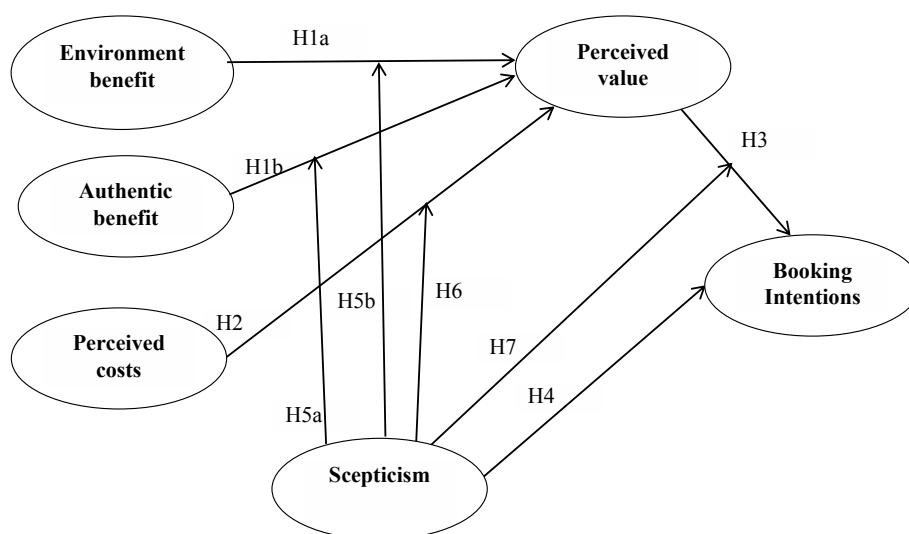 H1a
Environment
benefit
Perceived
value
H3
H1b
Authentic
benefit
Booking
Intentions
H5b
H6
H2
Perceived
costs
H7
H4
H5a
Scepticism